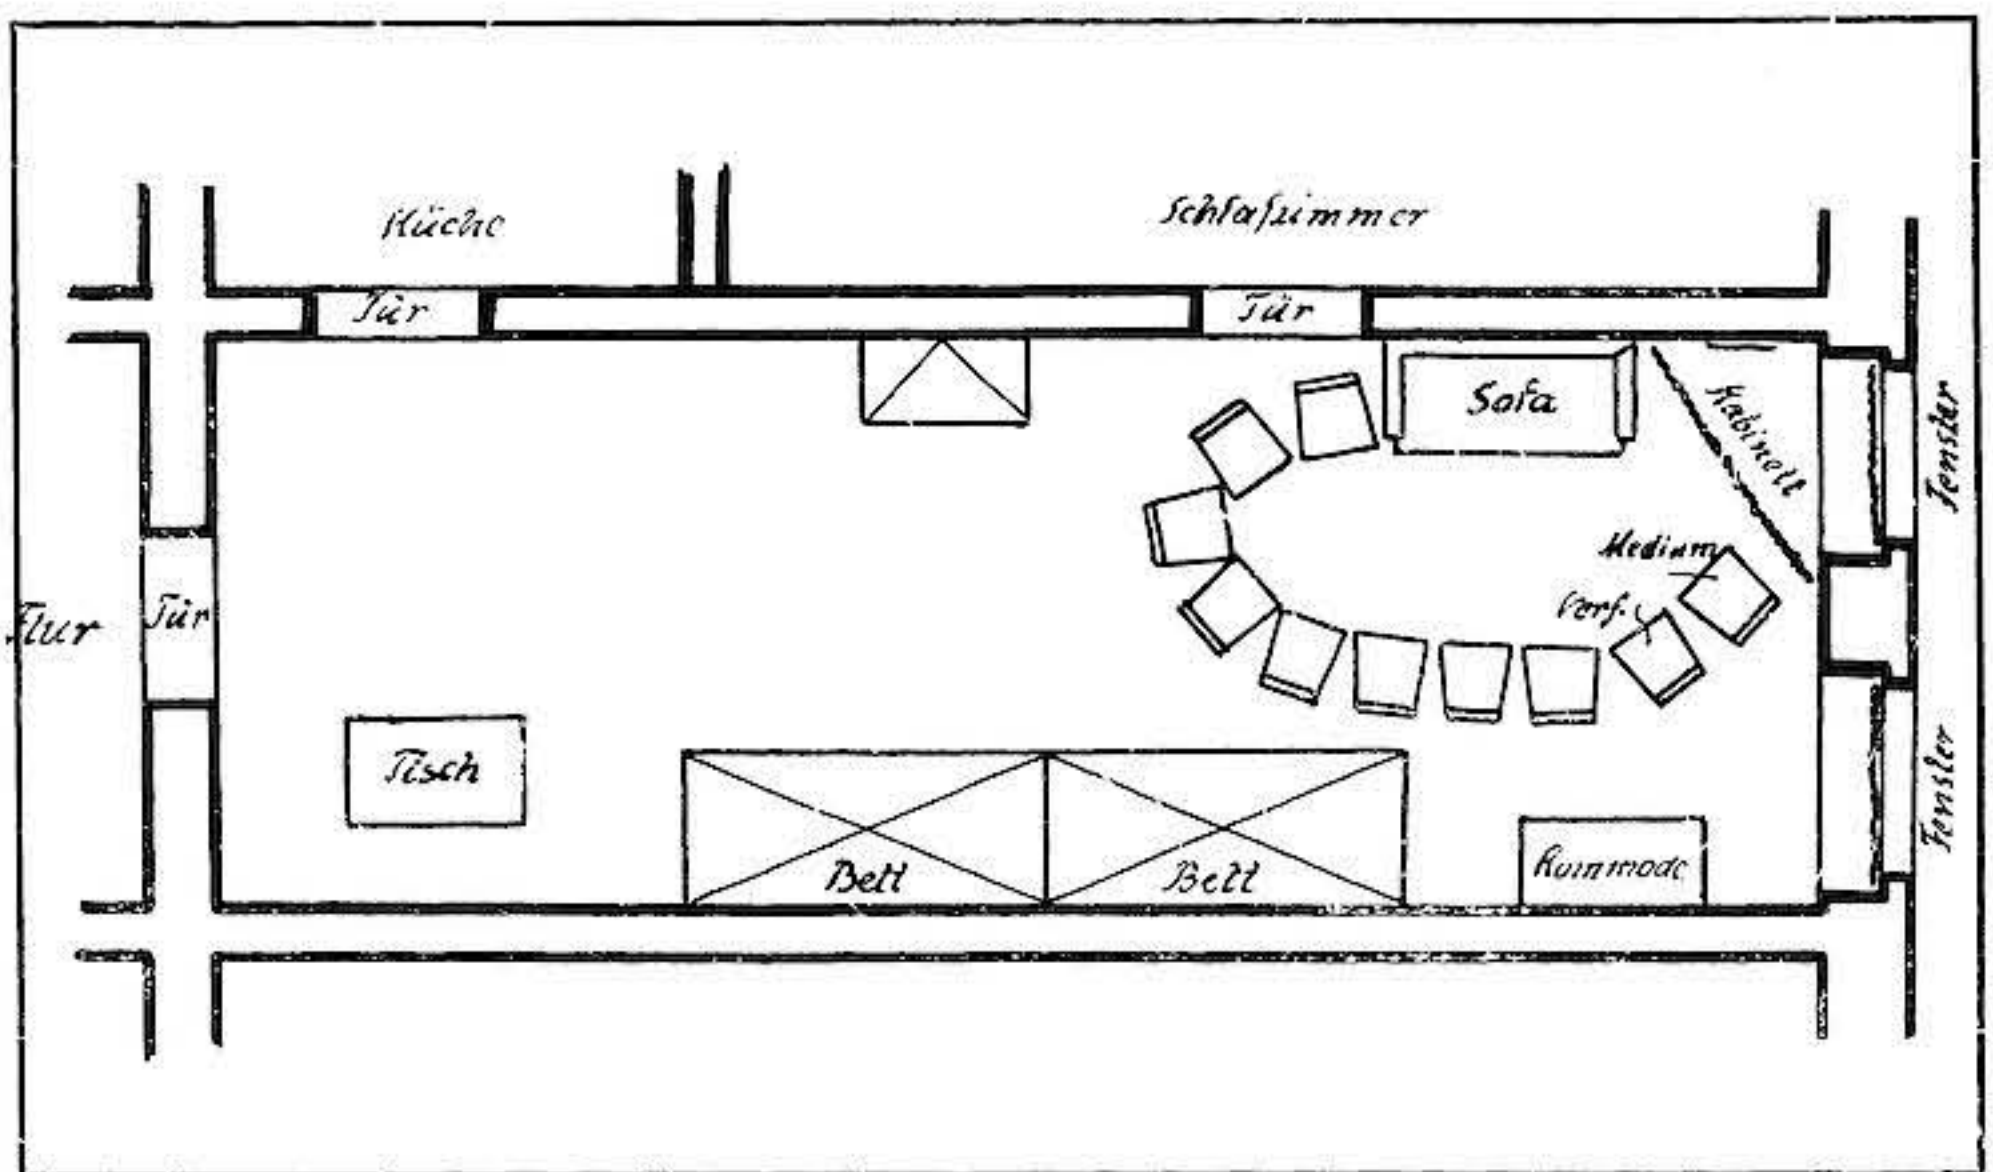 Küche
Schlafzimmer
Tür
Tür
Sofa
Kabinett
Fenster
Medium
Verf.
Flur
Tür
Tisch
Bett
Bett
Kommode
Fenster